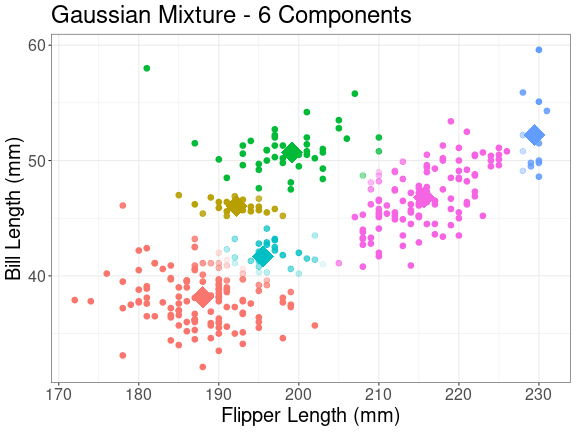 Gaussian Mixture - 6 Components
60
50
40
Bill Length (mm)
170 180 190 200 210 220 230
Flipper Length (mm)